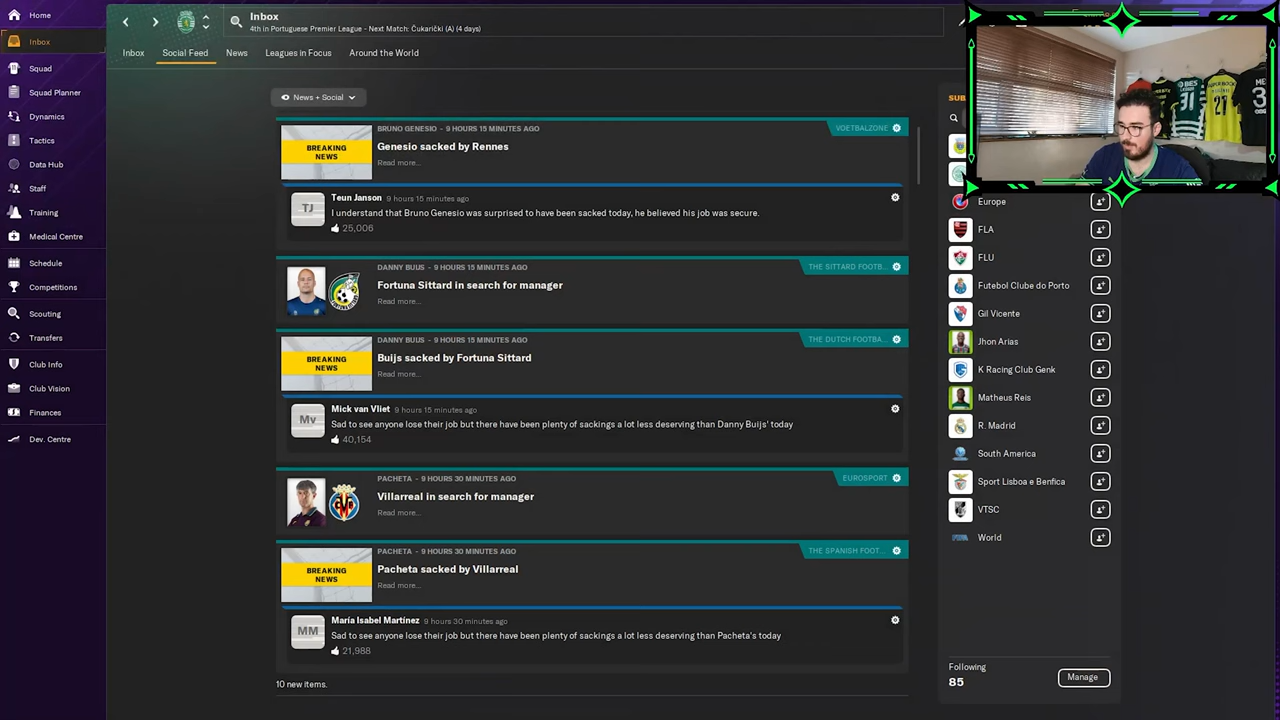 Home
Inbox
Squad
Squad Planner
Dynamics
Tactics
Data Hub
Staff
Training
Medical Centre
Schedule
Competitions
Scouting
Transfers
Club Info
Club Vision
Finances
Dev. Centre
Inbox
4th in Portuguese Premier League - Next Match: Čukarički (A) (4 days)
Inbox Social Feed News Leagues in Focus Around the World
News + Social
BRUNO GENESIO - 9 HOURS 15 MINUTES AGO
VOETBALZONE
BREAKING NEWS
Genesio sacked by Rennes
Read more...
TJ
Teun Janson 9 hours 15 minutes ago
I understand that Bruno Genesio was surprised to have been sacked today, he believed his job was secure.
25,006
DANNY BUIJS - 9 HOURS 15 MINUTES AGO
THE SITTARD FOOTB...
Fortuna Sittard in search for manager
Read more...
DANNY BUIJS - 9 HOURS 15 MINUTES AGO
THE DUTCH FOOTBA...
BREAKING NEWS
Buijs sacked by Fortuna Sittard
Read more...
Mv
Mick van Vliet 9 hours 15 minutes ago
Sad to see anyone lose their job but there have been plenty of sackings a lot less deserving than Danny Buijs' today
40,154
PACHETA - 9 HOURS 30 MINUTES AGO
EUROSPORT
Villarreal in search for manager
Read more...
PACHETA - 9 HOURS 30 MINUTES AGO
THE SPANISH FOOT...
BREAKING NEWS
Pacheta sacked by Villarreal
Read more...
MM
María Isabel Martínez 9 hours 30 minutes ago
Sad to see anyone lose their job but there have been plenty of sackings a lot less deserving than Pacheta's today
21,988
10 new items.
SUB
Europe
FLA
FLU
Futebol Clube do Porto
Gil Vicente
Jhon Arias
K Racing Club Genk
Matheus Reis
R. Madrid
South America
Sport Lisboa e Benfica
VTSC
World
Following
85
Manage